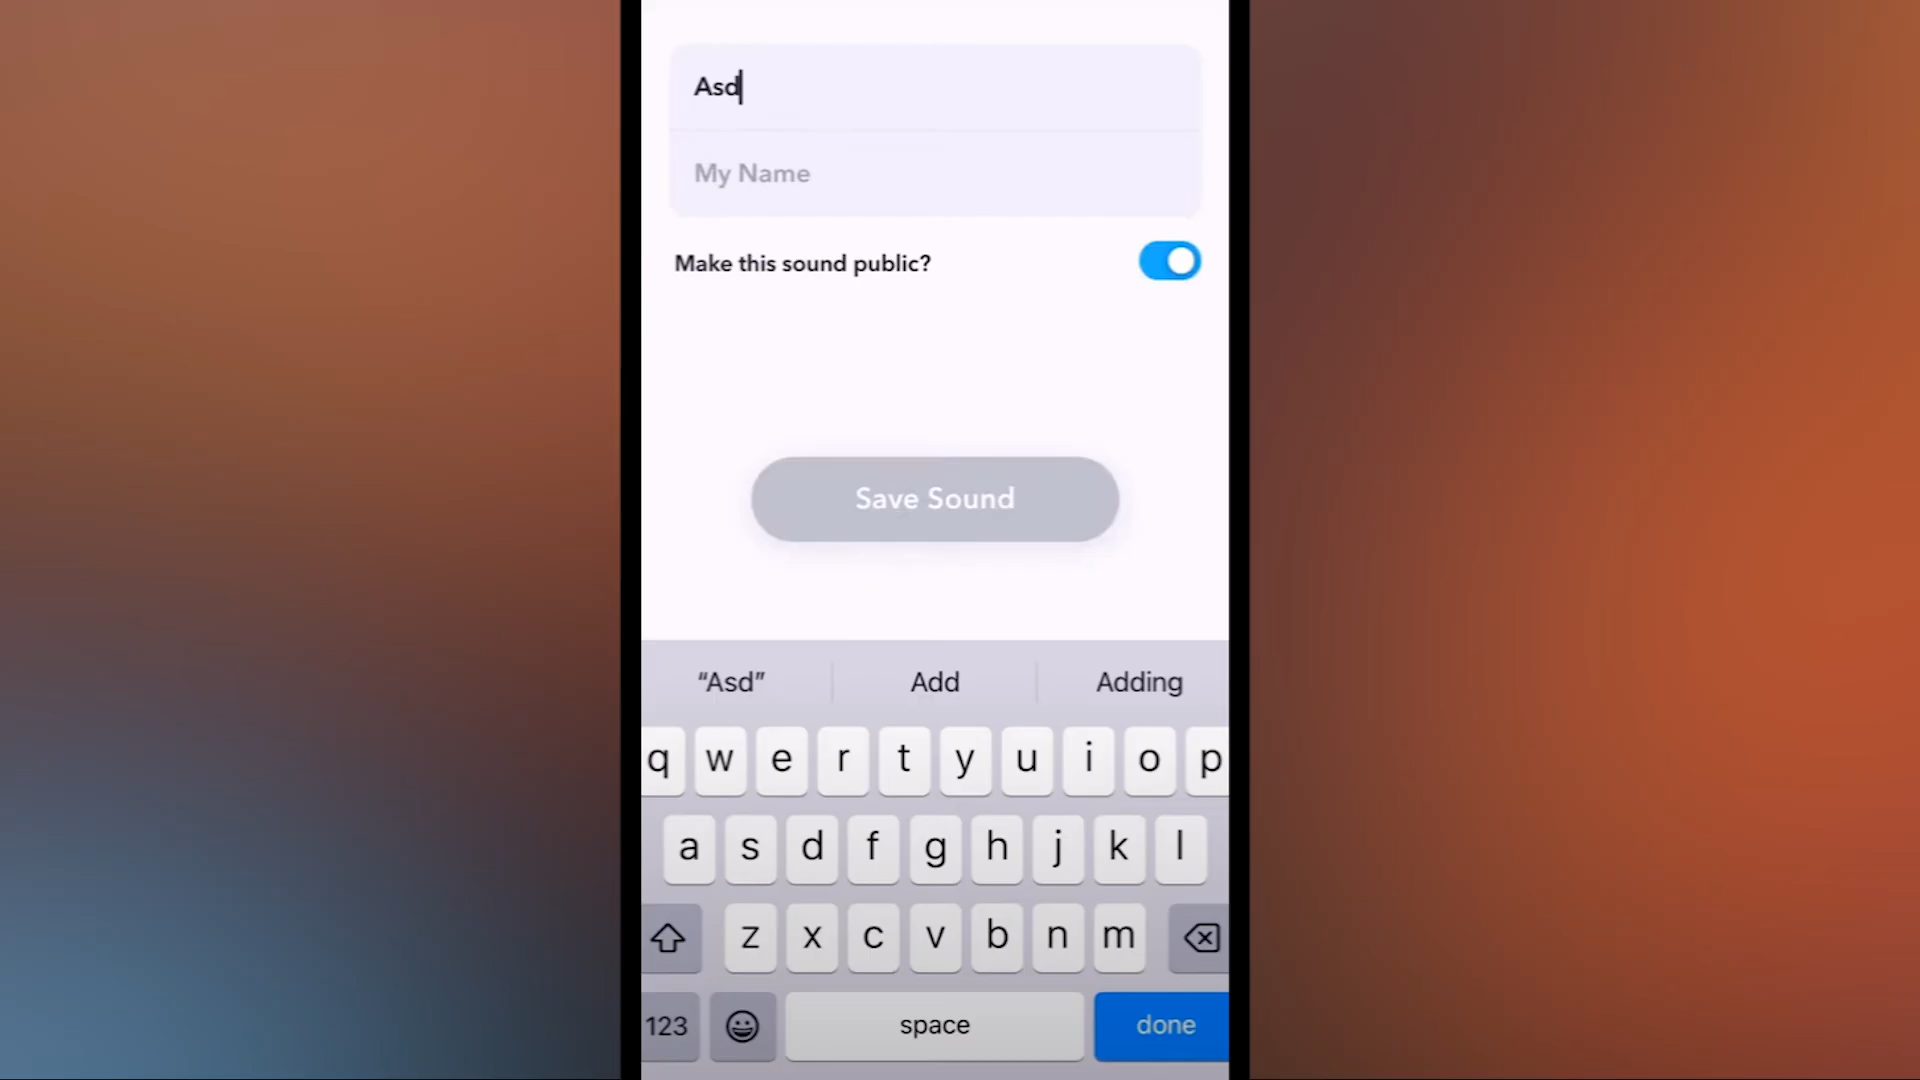 Asd
My Name
Make this sound public?
Save Sound
“Asd” Add Adding
q w e r t y u i o p
a s d f g h j k l
z x c v b n m
123 space done